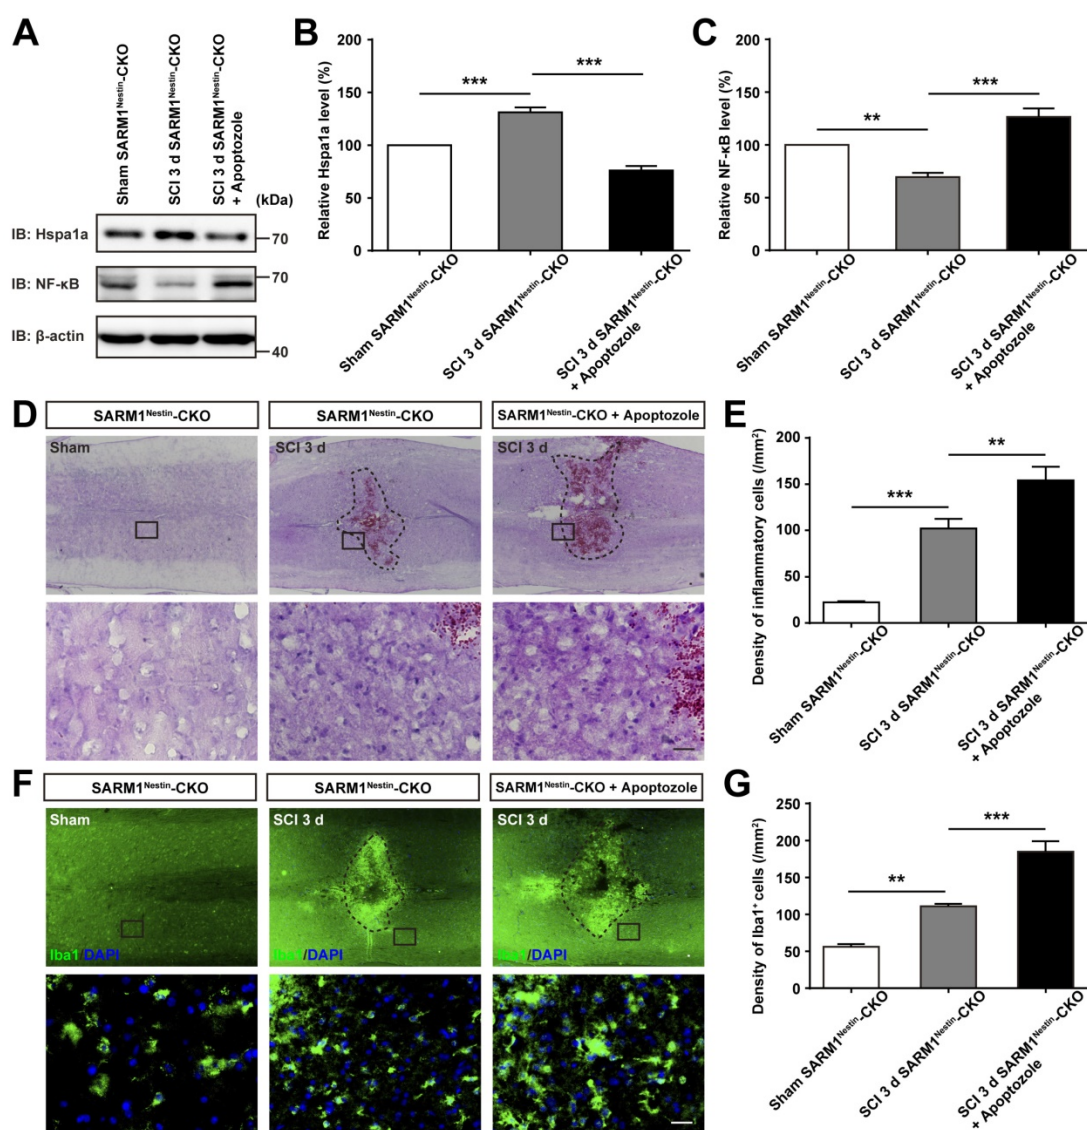 A
Sham SARM1Nestin-CKO
SCI 3 d SARM1Nestin-CKO
SCI 3 d SARM1Nestin-CKO
+ Apoptozole
(kDa)
IB: Hspa1a
70
IB: NF-κB
70
IB: β-actin
40
B
Relative Hspa1a level (%)
200
150
100
50
0
***
***
Sham SARM1Nestin-CKO
SCI 3 d SARM1Nestin-CKO
SCI 3 d SARM1Nestin-CKO
+ Apoptozole
C
Relative NF-κB level (%)
200
150
100
50
0
**
***
Sham SARM1Nestin-CKO
SCI 3 d SARM1Nestin-CKO
SCI 3 d SARM1Nestin-CKO
+ Apoptozole
D
SARM1Nestin-CKO
SARM1Nestin-CKO
SARM1Nestin-CKO + Apoptozole
Sham
SCI 3 d
SCI 3 d
E
Density of inflammatory cells (/mm²)
200
150
100
50
0
***
**
Sham SARM1Nestin-CKO
SCI 3 d SARM1Nestin-CKO
SCI 3 d SARM1Nestin-CKO
+ Apoptozole
F
SARM1Nestin-CKO
SARM1Nestin-CKO
SARM1Nestin-CKO + Apoptozole
Sham
SCI 3 d
SCI 3 d
Iba1/DAPI
Iba1/DAPI
Iba1/DAPI
G
Density of Iba1⁺ cells (/mm²)
250
200
150
100
50
0
**
***
Sham SARM1Nestin-CKO
SCI 3 d SARM1Nestin-CKO
SCI 3 d SARM1Nestin-CKO
+ Apoptozole